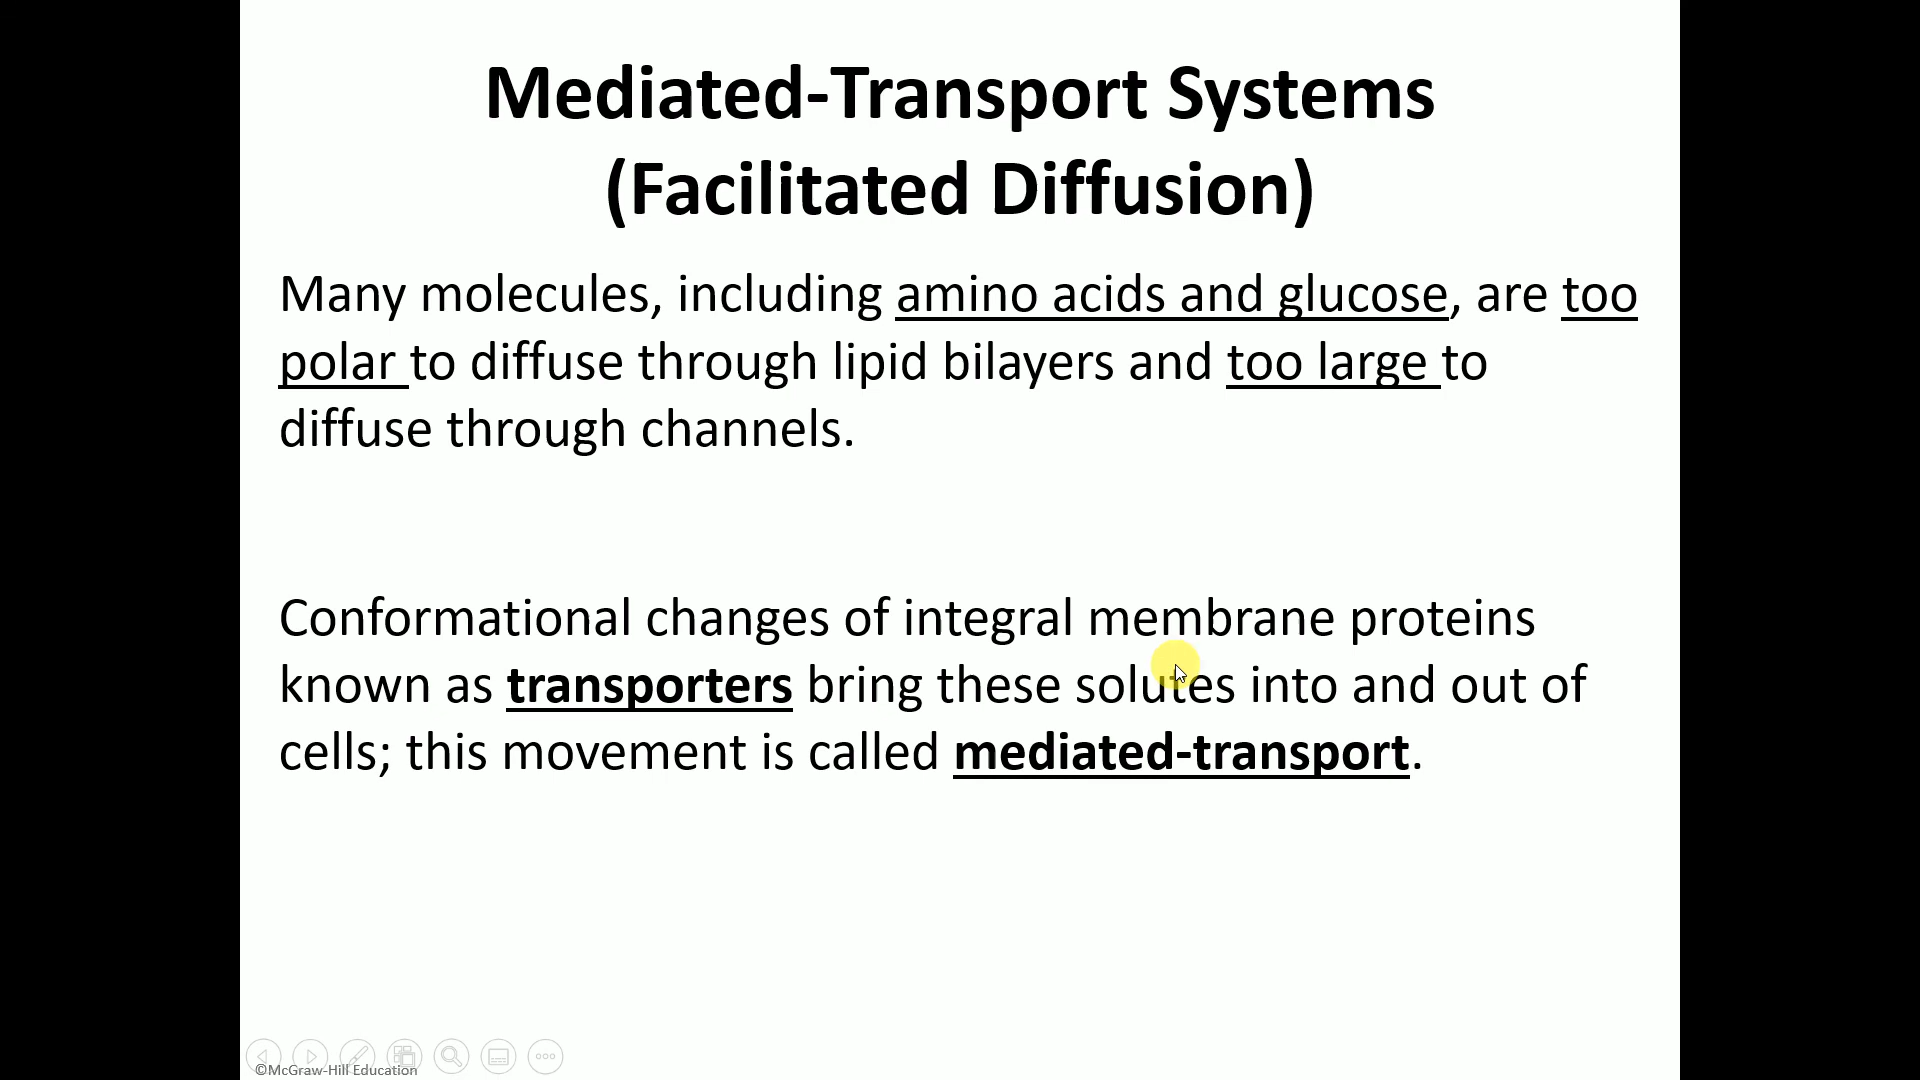 Mediated-Transport Systems
(Facilitated Diffusion)
Many molecules, including amino acids and glucose, are too
polar to diffuse through lipid bilayers and too large to
diffuse through channels.
Conformational changes of integral membrane proteins
known as transporters bring these solutes into and out of
cells; this movement is called mediated-transport.
©McGraw-Hill Education